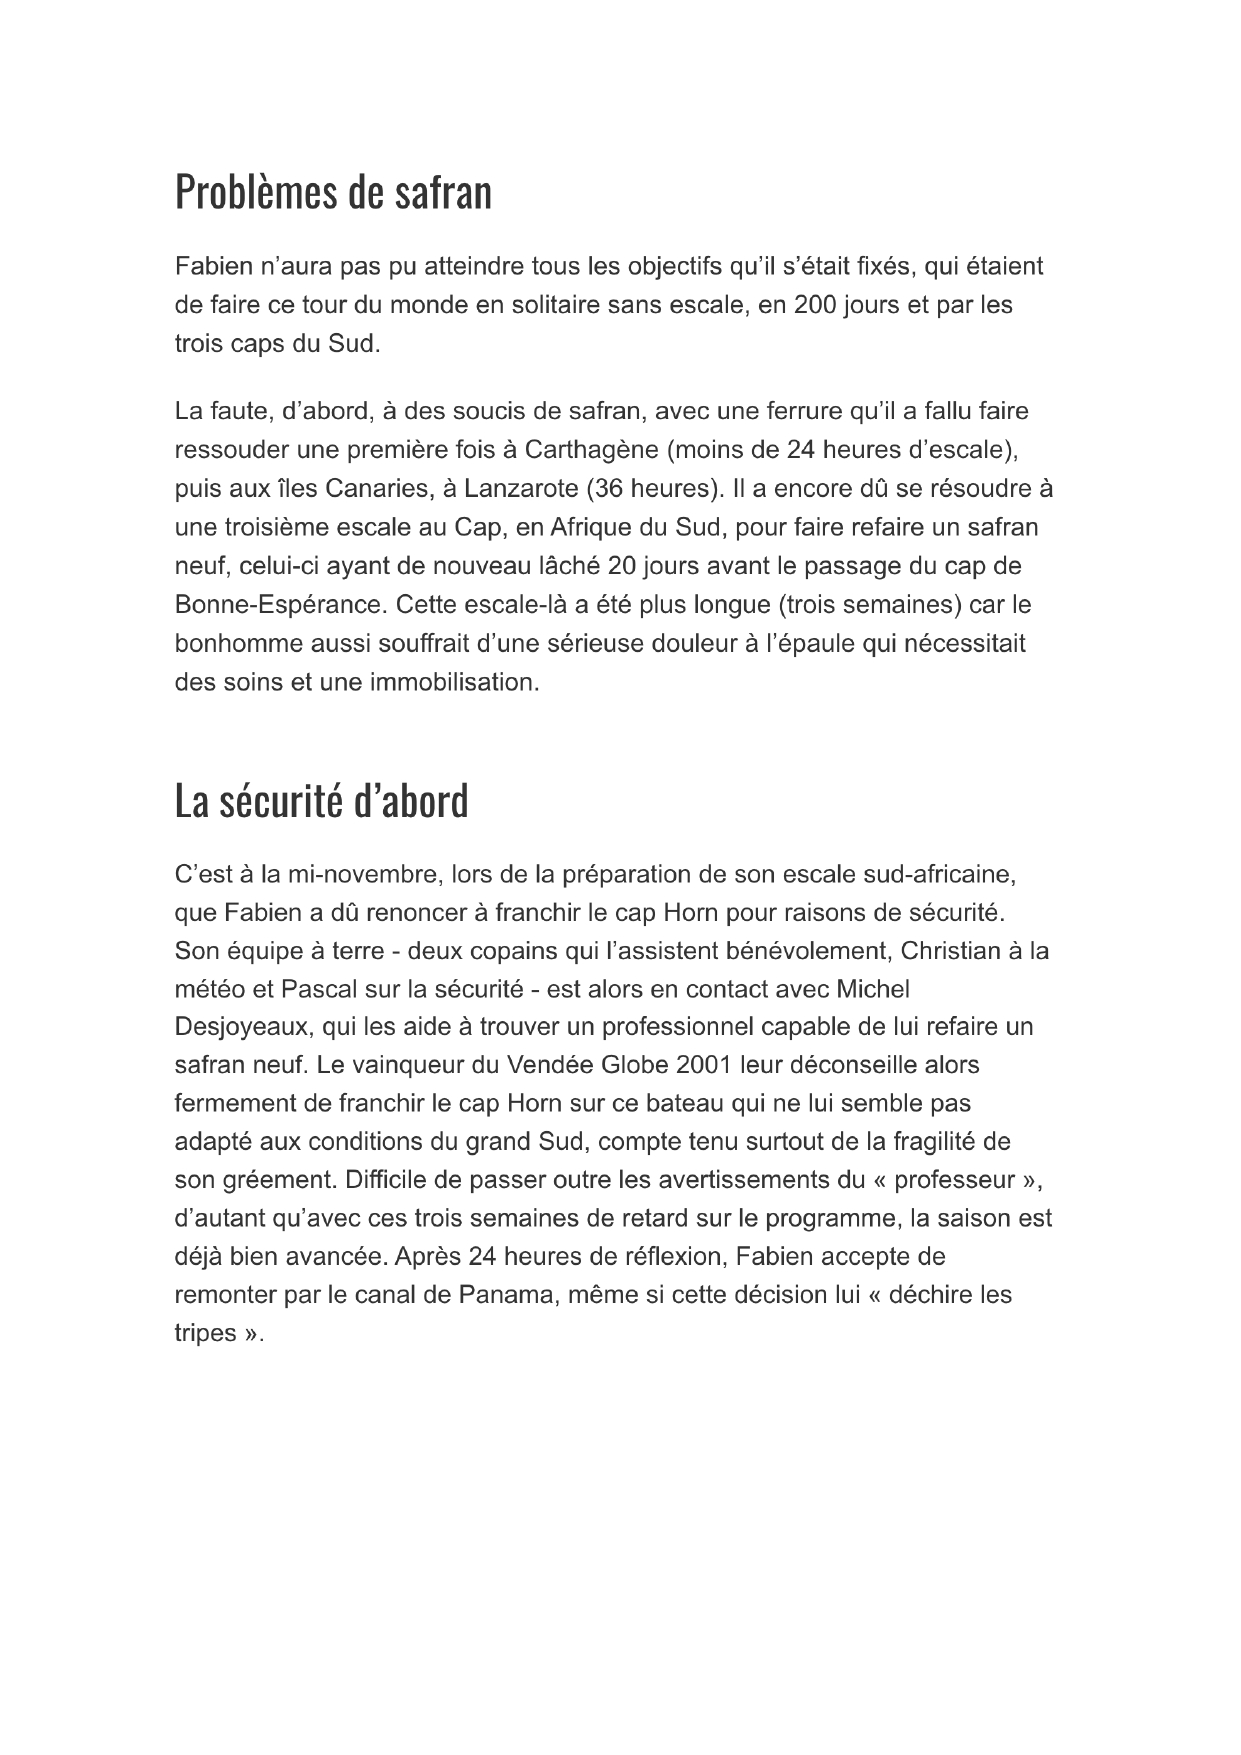 Problèmes de safran
Fabien n’aura pas pu atteindre tous les objectifs qu’il s’était fixés, qui étaient
de faire ce tour du monde en solitaire sans escale, en 200 jours et par les
trois caps du Sud.
La faute, d’abord, à des soucis de safran, avec une ferrure qu’il a fallu faire
ressouder une première fois à Carthagène (moins de 24 heures d’escale),
puis aux îles Canaries, à Lanzarote (36 heures). Il a encore dû se résoudre à
une troisième escale au Cap, en Afrique du Sud, pour faire refaire un safran
neuf, celui-ci ayant de nouveau lâché 20 jours avant le passage du cap de
Bonne-Espérance. Cette escale-là a été plus longue (trois semaines) car le
bonhomme aussi souffrait d’une sérieuse douleur à l’épaule qui nécessitait
des soins et une immobilisation.
La sécurité d’abord
C’est à la mi-novembre, lors de la préparation de son escale sud-africaine,
que Fabien a dû renoncer à franchir le cap Horn pour raisons de sécurité.
Son équipe à terre - deux copains qui l’assistent bénévolement, Christian à la
météo et Pascal sur la sécurité - est alors en contact avec Michel
Desjoyeaux, qui les aide à trouver un professionnel capable de lui refaire un
safran neuf. Le vainqueur du Vendée Globe 2001 leur déconseille alors
fermement de franchir le cap Horn sur ce bateau qui ne lui semble pas
adapté aux conditions du grand Sud, compte tenu surtout de la fragilité de
son gréement. Difficile de passer outre les avertissements du « professeur »,
d’autant qu’avec ces trois semaines de retard sur le programme, la saison est
déjà bien avancée. Après 24 heures de réflexion, Fabien accepte de
remonter par le canal de Panama, même si cette décision lui « déchire les
tripes ».